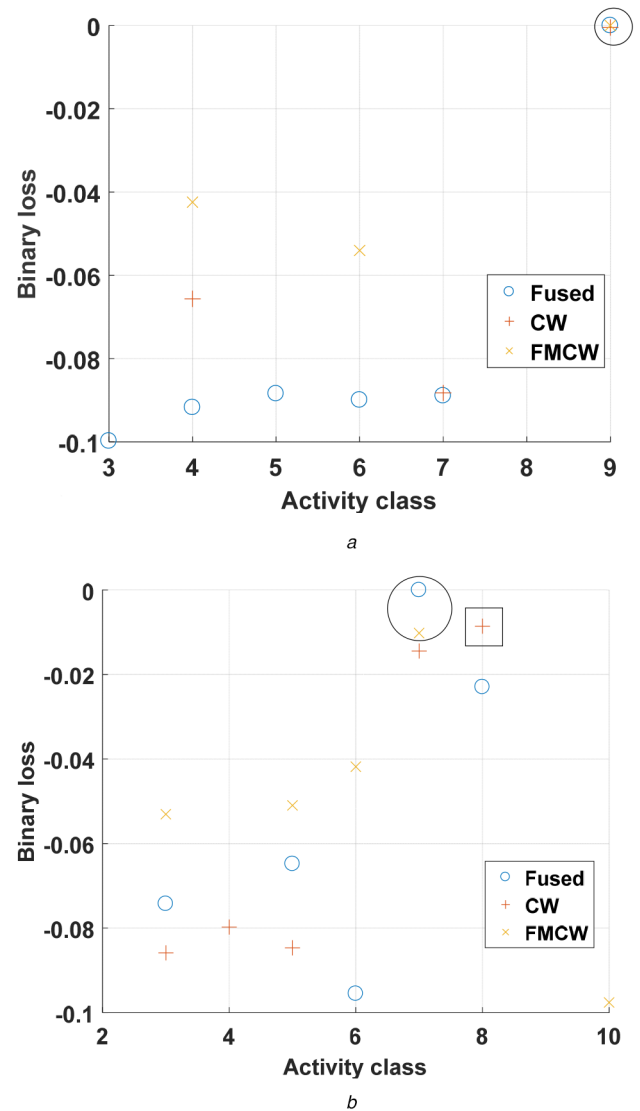 0
-0.02
-0.04
-0.06
-0.08
-0.1
Binary loss
3 4 5 6 7 8 9
Activity class
Fused
CW
FMCW
a
0
-0.02
-0.04
-0.06
-0.08
-0.1
Binary loss
2 4 6 8 10
Activity class
Fused
CW
FMCW
b